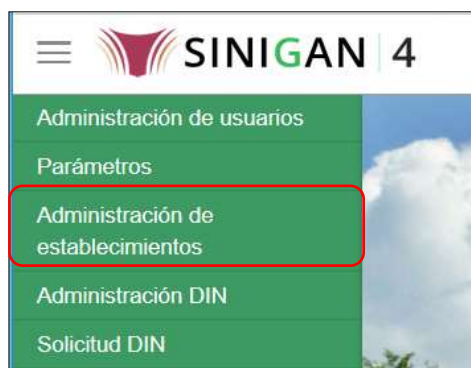 SINIGAN 4
Administración de usuarios
Parámetros
Administración de
establecimientos
Administración DIN
Solicitud DIN